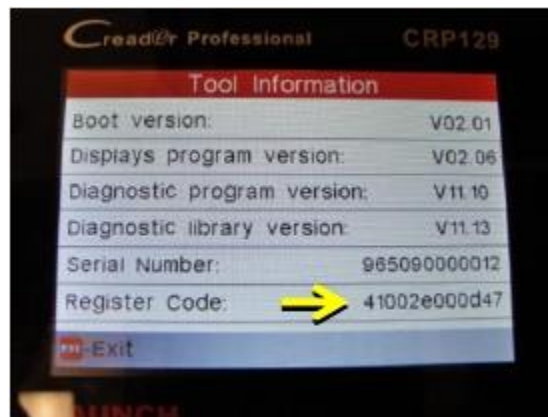 Creader Professional CRP129
Tool Information
Boot version: V02.01
Displays program version: V02.06
Diagnostic program version: V11.10
Diagnostic library version: V11.13
Serial Number: 965090000012
Register Code: 41002e000d47
-Exit
LAUNCH